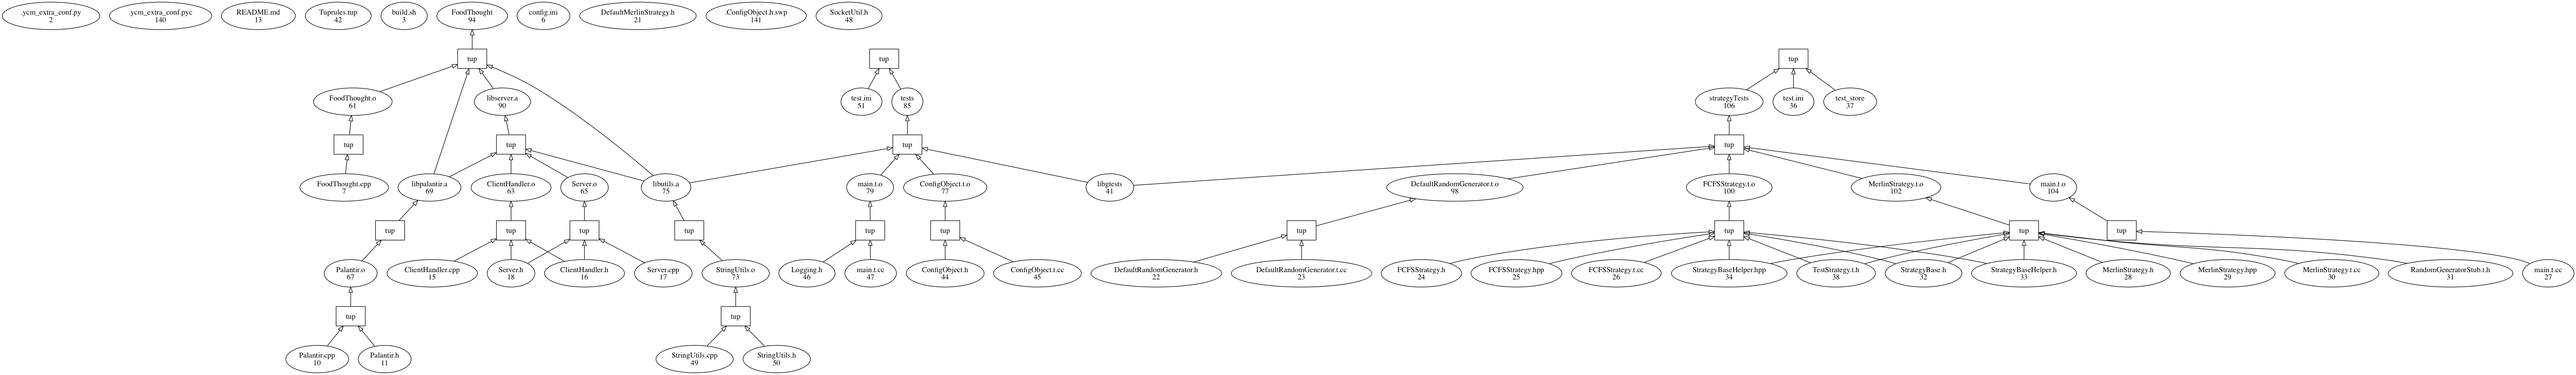 .ycm_extra_conf.py
2
.ycm_extra_conf.pyc
140
README.md
13
Tuprules.tup
42
build.sh
3
FoodThought
94
config.ini
6
DefaultMerlinStrategy.h
21
.ConfigObject.h.swp
141
SocketUtil.h
48
tup
tup
tup
FoodThought.o
61
libserver.a
90
test.ini
51
tests
85
strategyTests
106
test.ini
36
test_store
37
tup
tup
tup
tup
FoodThought.cpp
7
libpalantir.a
69
ClientHandler.o
63
Server.o
65
libutils.a
75
main.t.o
79
ConfigObject.t.o
77
libgtests
41
DefaultRandomGenerator.t.o
98
FCFSStrategy.t.o
100
MerlinStrategy.t.o
102
main.t.o
104
tup
tup
tup
tup
tup
tup
tup
tup
tup
tup
Palantir.o
67
ClientHandler.cpp
15
Server.h
18
ClientHandler.h
16
Server.cpp
17
StringUtils.o
73
Logging.h
46
main.t.cc
47
ConfigObject.h
44
ConfigObject.t.cc
45
DefaultRandomGenerator.h
22
DefaultRandomGenerator.t.cc
23
FCFSStrategy.h
24
FCFSStrategy.hpp
25
FCFSStrategy.t.cc
26
StrategyBaseHelper.hpp
34
TestStrategy.t.h
38
StrategyBase.h
32
StrategyBaseHelper.h
33
MerlinStrategy.h
28
MerlinStrategy.hpp
29
MerlinStrategy.t.cc
30
RandomGeneratorStub.t.h
31
main.t.cc
27
tup
tup
Palantir.cpp
10
Palantir.h
11
StringUtils.cpp
49
StringUtils.h
50